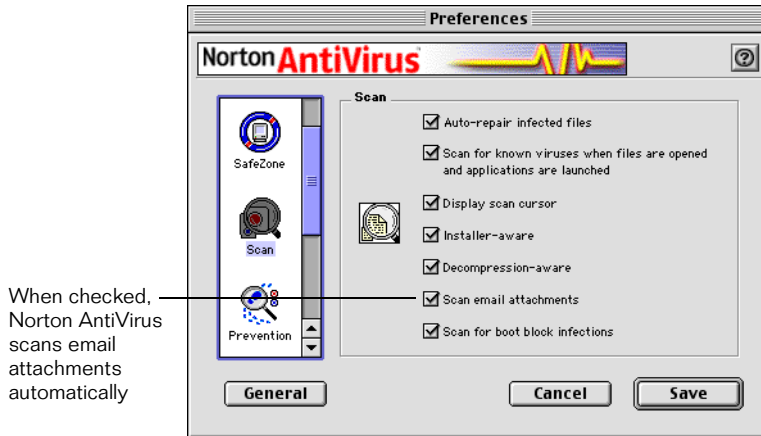 Preferences
Norton AntiVirus
Scan
SafeZone
Scan
Prevention
Auto-repair infected files
Scan for known viruses when files are opened
and applications are launched
Display scan cursor
Installer-aware
Decompression-aware
Scan email attachments
Scan for boot block infections
When checked,
Norton AntiVirus
scans email
attachments
automatically
General
Cancel
Save